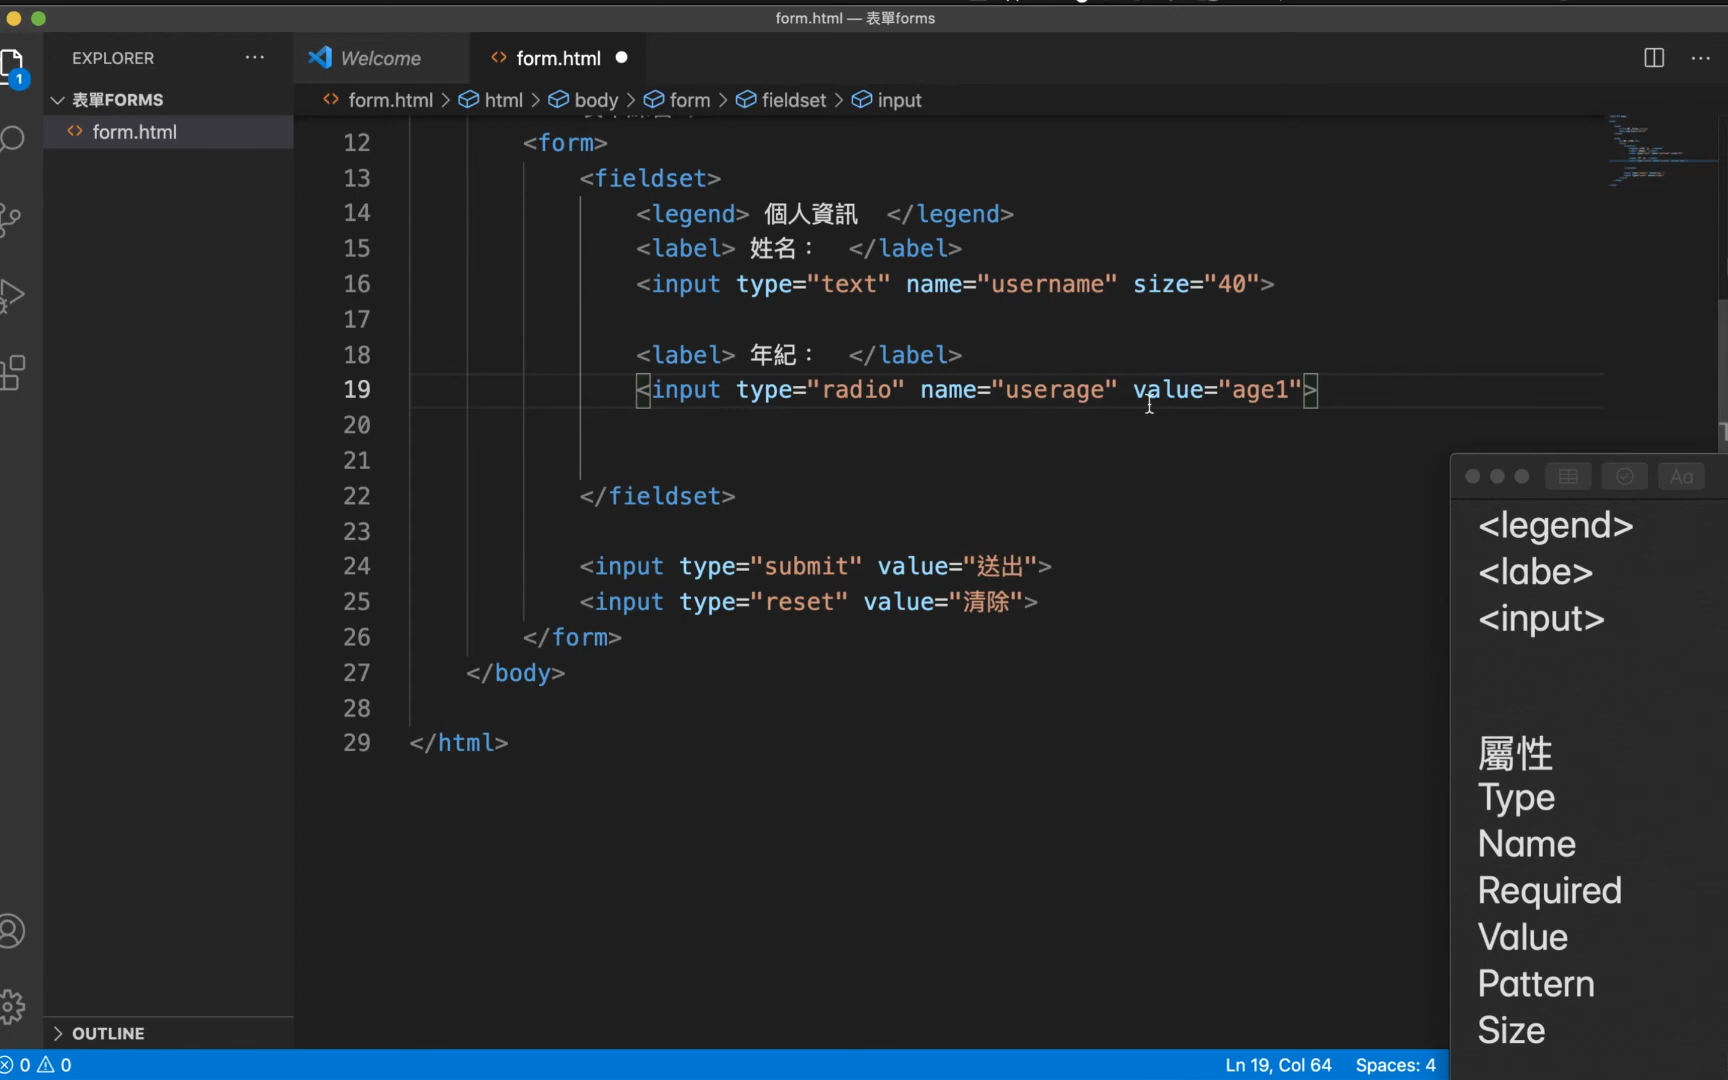 form.html — 表單forms
EXPLORER
Welcome
form.html
1
表單FORMS
form.html > html > body > form > fieldset > input
form.html
12 <form>
13 <fieldset>
14 <legend> 個人資訊 </legend>
15 <label> 姓名： </label>
16 <input type="text" name="username" size="40">
17
18 <label> 年紀： </label>
19 <input type="radio" name="userage" value="age1">
20
21
22 </fieldset>
23
24 <input type="submit" value="送出">
25 <input type="reset" value="清除">
26 </form>
27 </body>
28
29 </html>
Aa
<legend>
<labe>
<input>
屬性
Type
Name
Required
Value
Pattern
Size
OUTLINE
0 0
Ln 19, Col 64 Spaces: 4